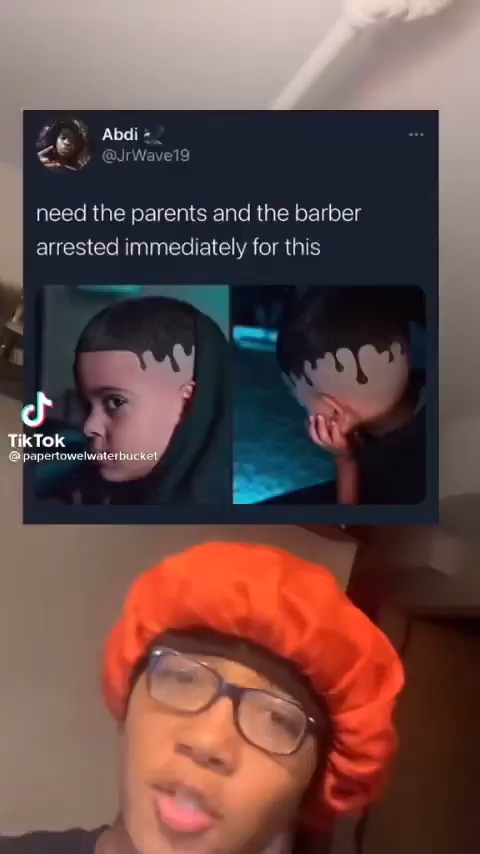 Abdi
@JrWave19
need the parents and the barber
arrested immediately for this
TikTok
@papertowelwaterbucket